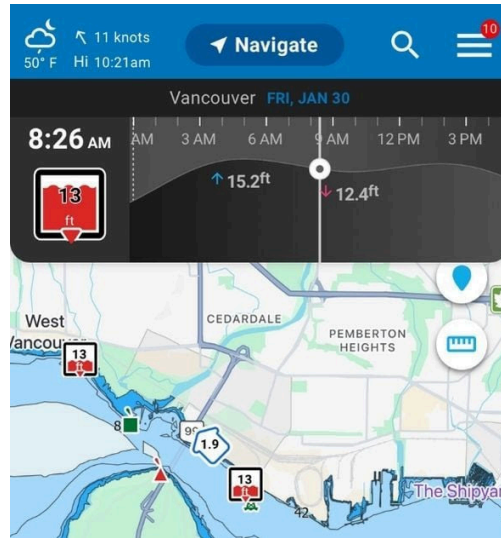 50° F
11 knots
Hi 10:21am
Navigate
10
Vancouver FRI, JAN 30
8:26 AM
AM 3 AM 6 AM 9 AM 12 PM 3 PM
13
ft
15.2ft
12.4ft
West
Vancouver
CEDARDALE
PEMBERTON
HEIGHTS
13
ft
8
99
1.9
13
ft
42
The Shipyar